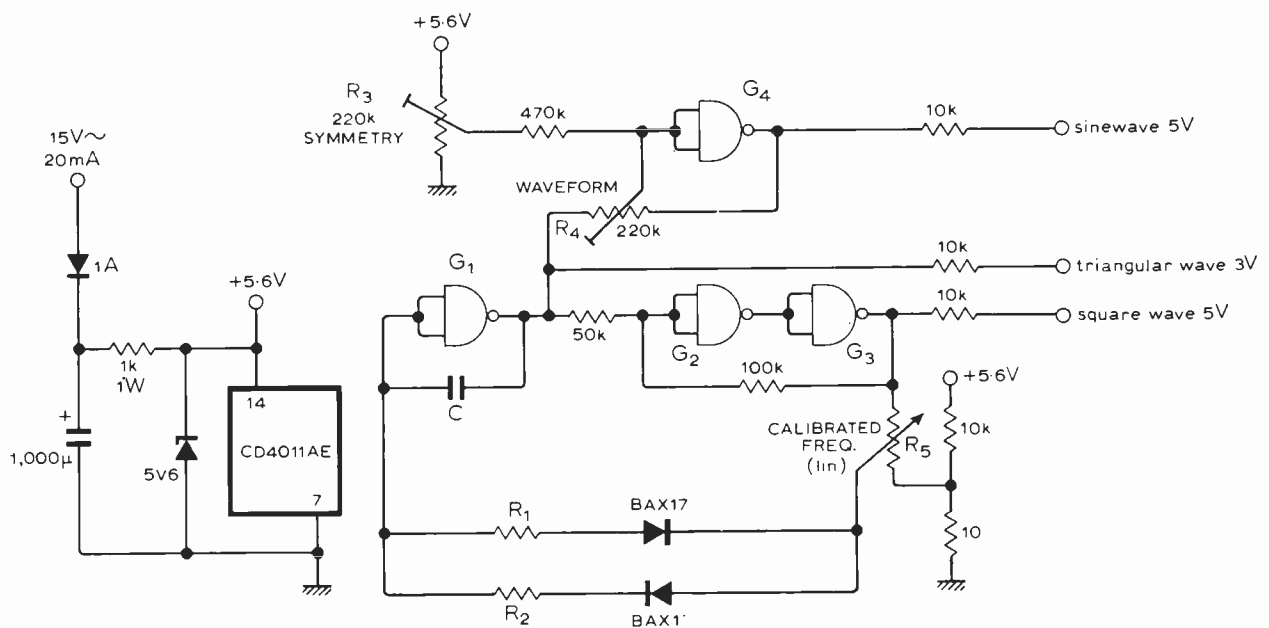 +5·6V
R3
220k
SYMMETRY
470k
G4
10k
sinewave 5V
15V~
20mA
WAVEFORM
R4
220k
1A
G1
10k
triangular wave 3V
+5·6V
50k
G2
G3
10k
square wave 5V
1k
1W
100k
+5·6V
14
C
CALIBRATED
FREQ.
(lin)
R5
10k
+
1,000µ
5V6
CD4011AE
7
R1
BAX17
10
R2